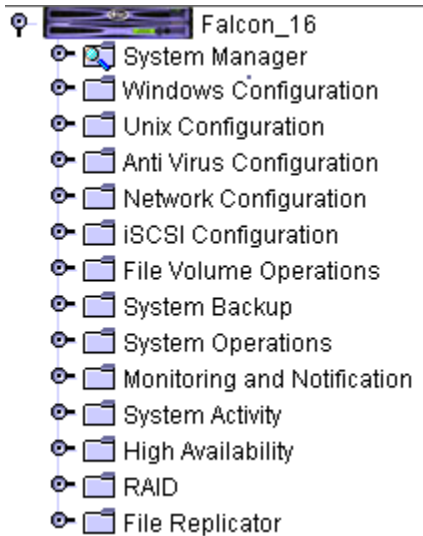 Falcon_16
System Manager
Windows Configuration
Unix Configuration
Anti Virus Configuration
Network Configuration
iSCSI Configuration
File Volume Operations
System Backup
System Operations
Monitoring and Notification
System Activity
High Availability
RAID
File Replicator